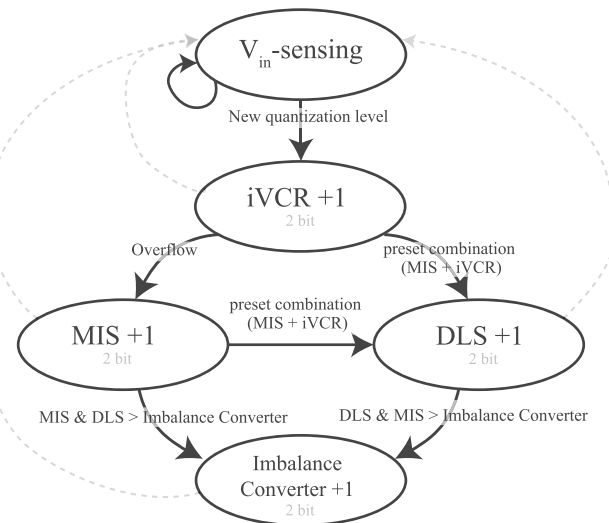 V_in-sensing
New quantization level
iVCR +1
2 bit
Overflow
preset combination
(MIS + iVCR)
preset combination
(MIS + iVCR)
MIS +1
2 bit
DLS +1
2 bit
MIS & DLS > Imbalance Converter
DLS & MIS > Imbalance Converter
Imbalance
Converter +1
2 bit